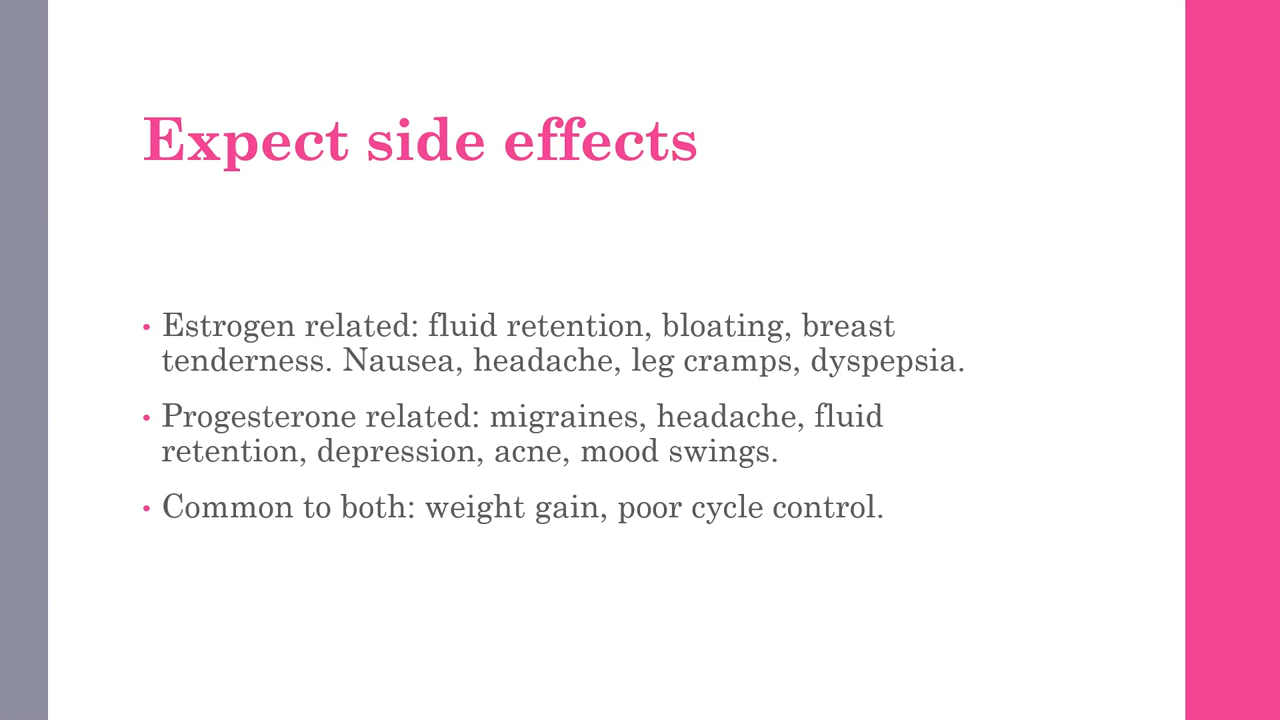 Expect side effects
• Estrogen related: fluid retention, bloating, breast
tenderness. Nausea, headache, leg cramps, dyspepsia.
• Progesterone related: migraines, headache, fluid
retention, depression, acne, mood swings.
• Common to both: weight gain, poor cycle control.